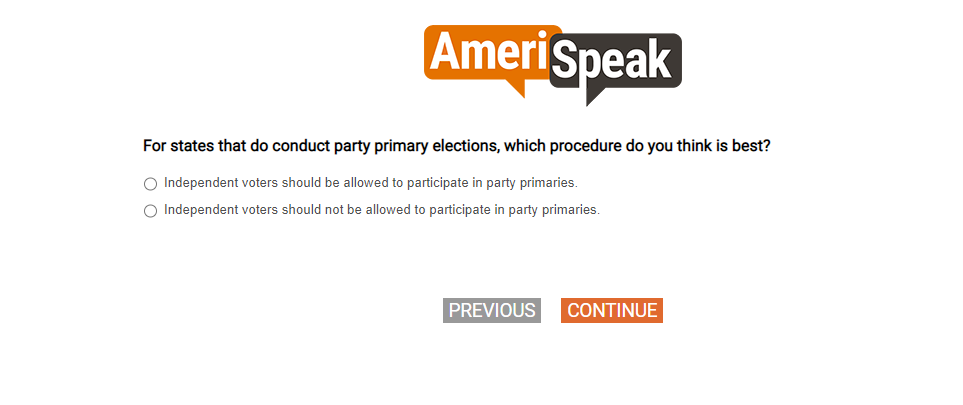 AmeriSpeak
For states that do conduct party primary elections, which procedure do you think is best?
Independent voters should be allowed to participate in party primaries.
Independent voters should not be allowed to participate in party primaries.
PREVIOUS CONTINUE